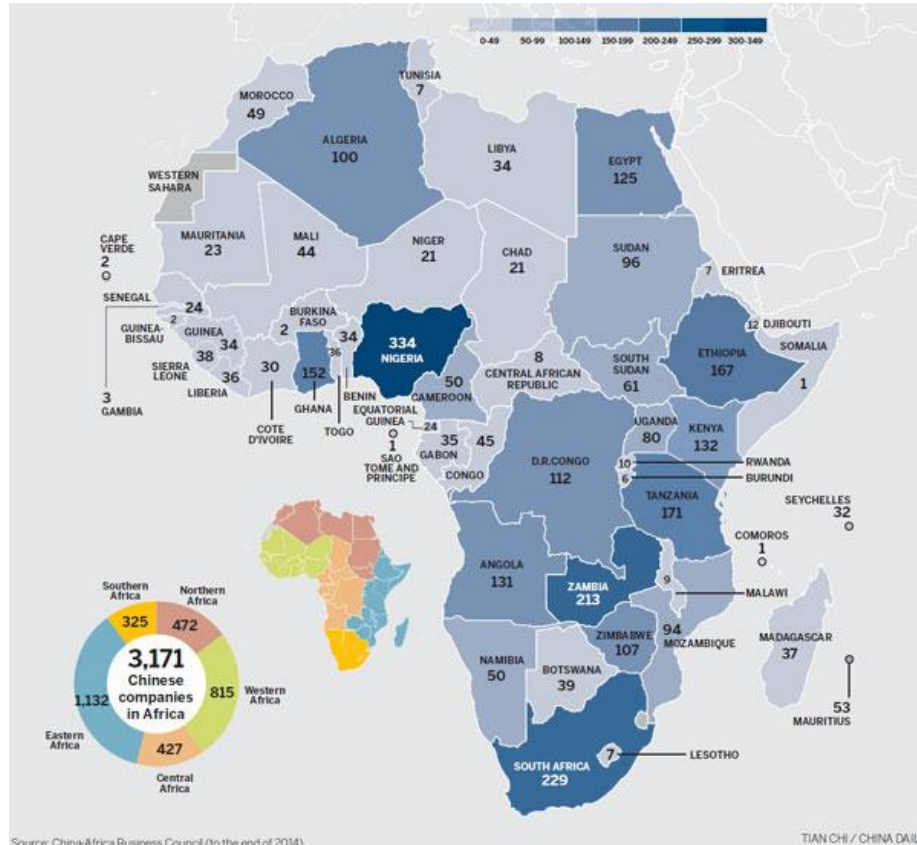 0-49 50-99 100-149 150-199 200-249 250-299 300-349
TUNISIA
7
MOROCCO
49
ALGERIA
100
LIBYA
34
EGYPT
125
WESTERN
SAHARA
MAURITANIA
23
MALI
44
NIGER
21
CHAD
21
SUDAN
96
CAPE
VERDE
2
7
ERITREA
SENEGAL
24
BURKINA
FASO
2
GUINEA-
BISSAU
2
GUINEA
34
34
334
NIGERIA
12 DJIBOUTI
SOMALIA
1
ETHIOPIA
167
SIERRA
LEONE
38
LIBERIA
36
30
152
36
8
CENTRAL AFRICAN
REPUBLIC
SOUTH
SUDAN
61
3
GAMBIA
COTE
D'IVOIRE
GHANA
TOGO
BENIN
50
CAMEROON
EQUATORIAL
GUINEA
24
1
SAO
TOME AND
PRINCIPE
35
GABON
45
CONGO
UGANDA
80
KENYA
132
D.R.CONGO
112
10
RWANDA
6
BURUNDI
TANZANIA
171
SEYCHELLES
32
COMOROS
1
ANGOLA
131
ZAMBIA
213
9
MALAWI
ZIMBABWE
107
94
MOZAMBIQUE
MADAGASCAR
37
53
MAURITIUS
NAMIBIA
50
BOTSWANA
39
SOUTH AFRICA
229
7
LESOTHO
Southern
Africa
325
Northern
Africa
472
3,171
Chinese
companies
in Africa
1,132
Eastern
Africa
815
Western
Africa
427
Central
Africa
Source: China-Africa Business Council (to the end of 2014)
TIAN CHI / CHINA DAIL